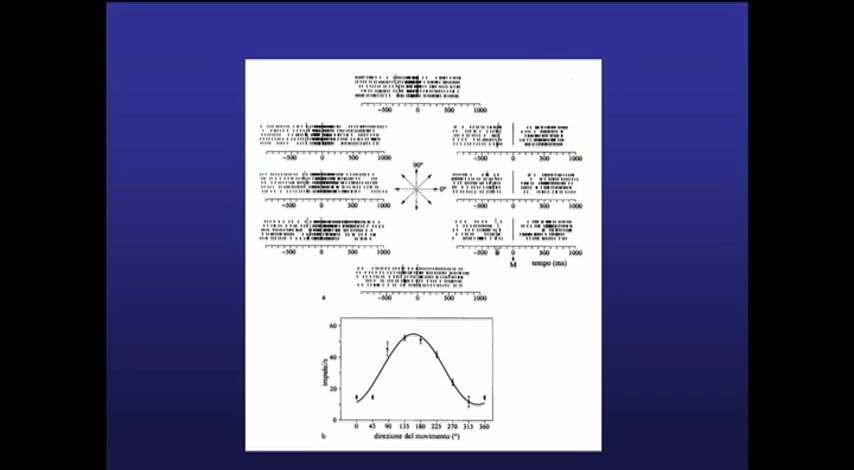 -500 0 500 1000
-500 0 500 1000
-500 0 500 1000
90°
0°
-500 0 500 1000
-500 0 500 1000
-500 0 500 1000
-500 0 500 1000
M tempo (ms)
-500 0 500 1000
a
60
40
20
0
impulsi/s
0 45 90 135 180 225 270 315 360
b direzione del movimento (°)